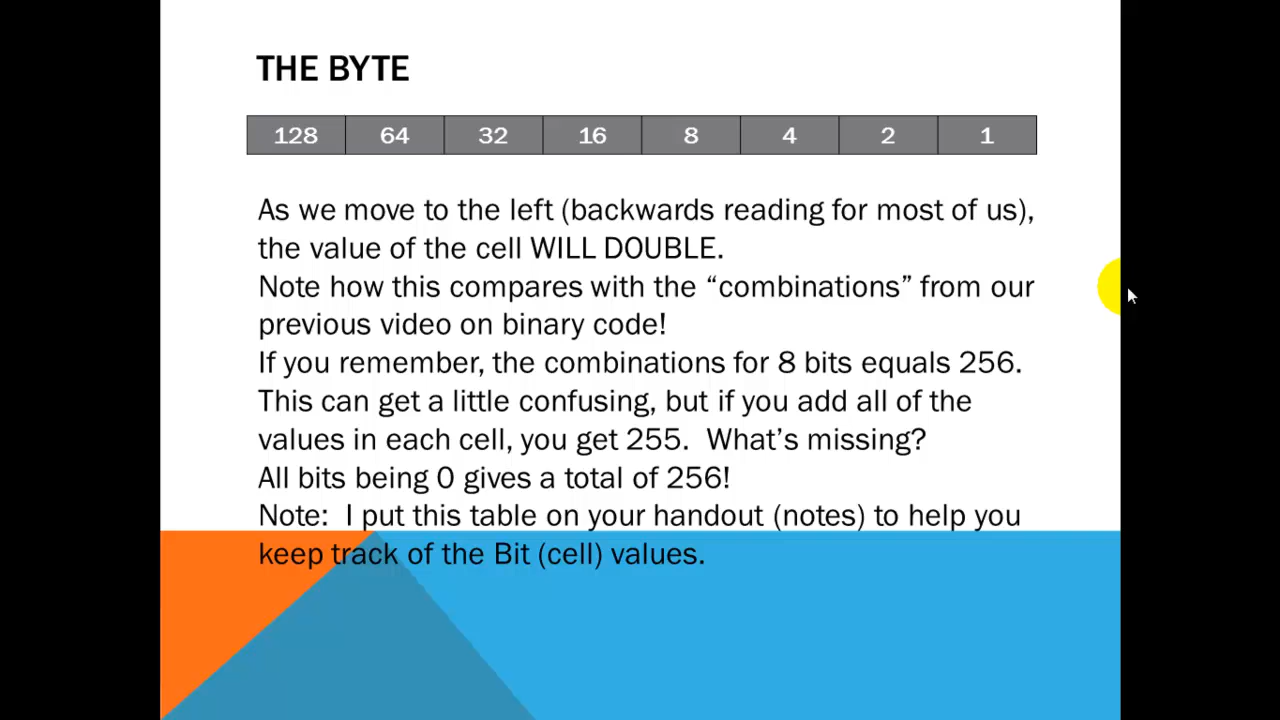 THE BYTE
128 64 32 16 8 4 2 1
As we move to the left (backwards reading for most of us),
the value of the cell WILL DOUBLE.
Note how this compares with the “combinations” from our
previous video on binary code!
If you remember, the combinations for 8 bits equals 256.
This can get a little confusing, but if you add all of the
values in each cell, you get 255.  What’s missing?
All bits being 0 gives a total of 256!
Note:  I put this table on your handout (notes) to help you
keep track of the Bit (cell) values.